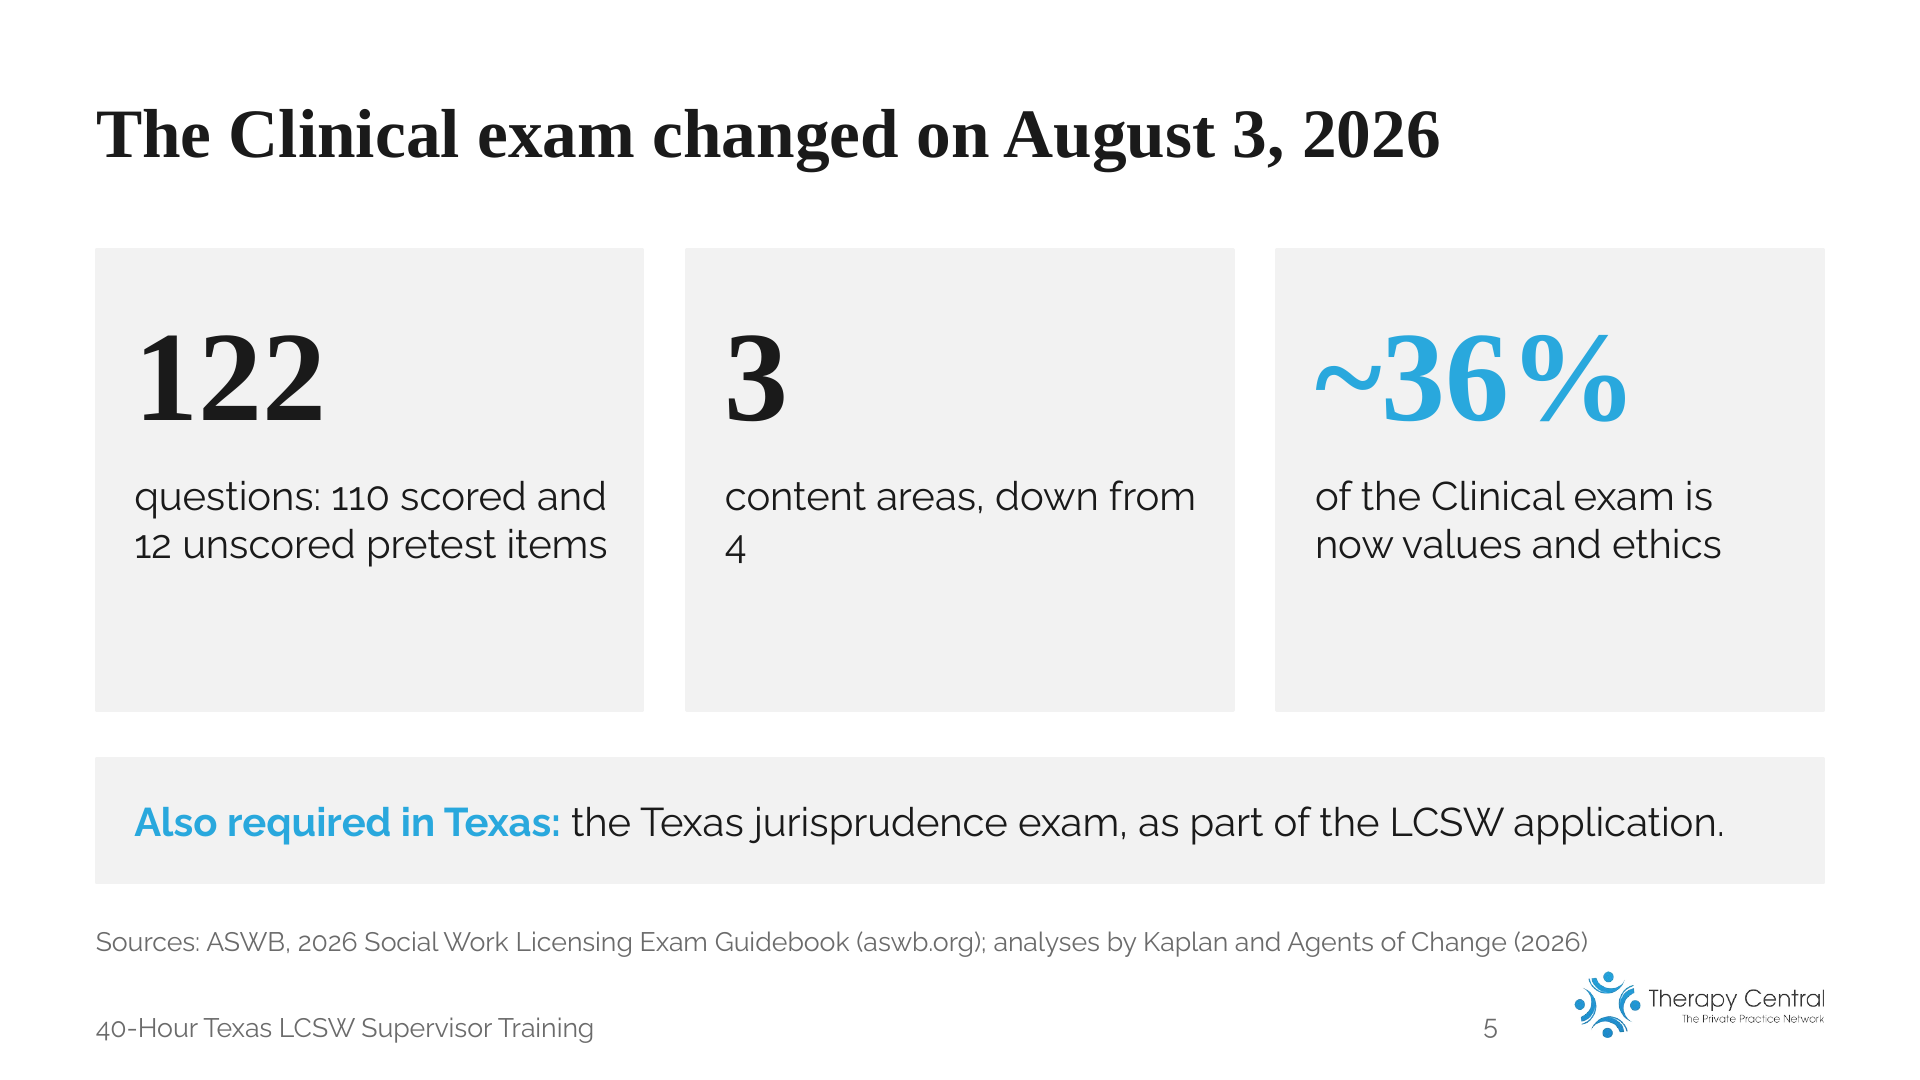 The Clinical exam changed on August 3, 2026
122
questions: 110 scored and
12 unscored pretest items
3
content areas, down from
4
~36%
of the Clinical exam is
now values and ethics
Also required in Texas: the Texas jurisprudence exam, as part of the LCSW application.
Sources: ASWB, 2026 Social Work Licensing Exam Guidebook (aswb.org); analyses by Kaplan and Agents of Change (2026)
40-Hour Texas LCSW Supervisor Training
5
Therapy Central
The Private Practice Network